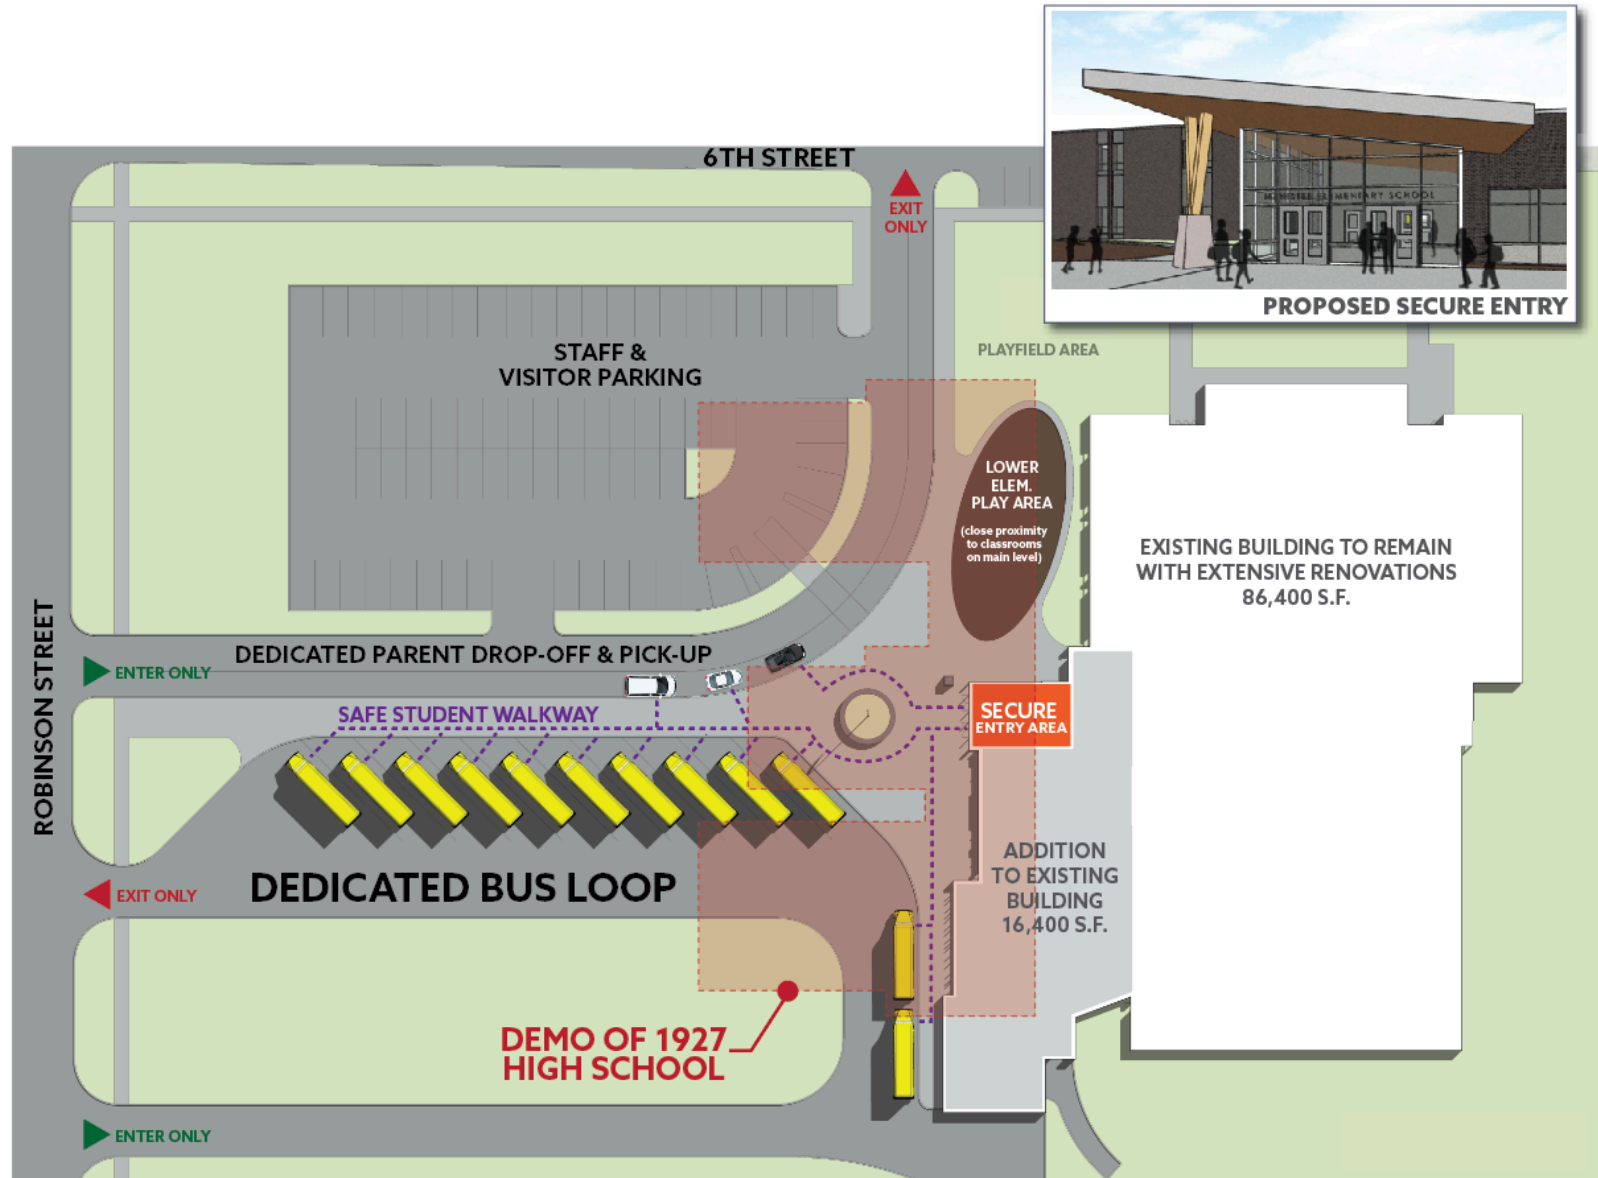 6TH STREET
EXIT
ONLY
ELEMENTARY SCHOOL
PROPOSED SECURE ENTRY
STAFF &
VISITOR PARKING
PLAYFIELD AREA
LOWER
ELEM.
PLAY AREA
(close proximity
to classrooms
on main level)
EXISTING BUILDING TO REMAIN
WITH EXTENSIVE RENOVATIONS
86,400 S.F.
ROBINSON STREET
DEDICATED PARENT DROP-OFF & PICK-UP
ENTER ONLY
SAFE STUDENT WALKWAY
SECURE
ENTRY AREA
ADDITION
TO EXISTING
BUILDING
16,400 S.F.
DEDICATED BUS LOOP
EXIT ONLY
DEMO OF 1927
HIGH SCHOOL
ENTER ONLY